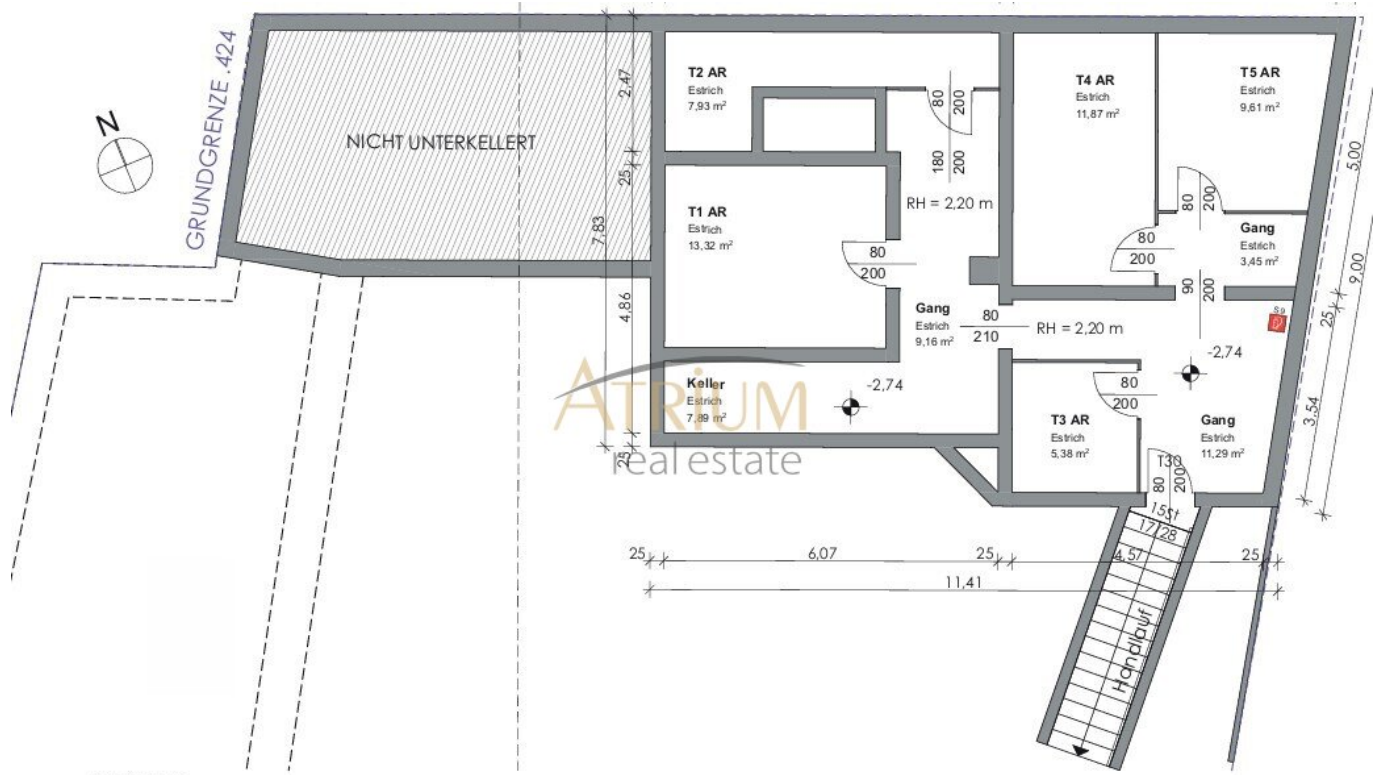 GRUNDGRENZE .424
N
NICHT UNTERKELLERT
2,47
25
7,83
4,86
25
T2 AR
Estrich
7,93 m²
80
200
180
200
RH = 2,20 m
T1 AR
Estrich
13,32 m²
80
200
Gang
Estrich
9,16 m²
80
210
RH = 2,20 m
Keller
Estrich
7,89 m²
-2,74
T4 AR
Estrich
11,87 m²
T5 AR
Estrich
9,61 m²
80
200
80
200
Gang
Estrich
3,45 m²
90
200
S9
-2,74
T3 AR
Estrich
5,38 m²
80
200
Gang
Estrich
11,29 m²
T30
80
200
15St
17/28
Handlauf
5,00
9,00
25
3,54
25
6,07
25
4,57
25
11,41
ATRIUM
real estate